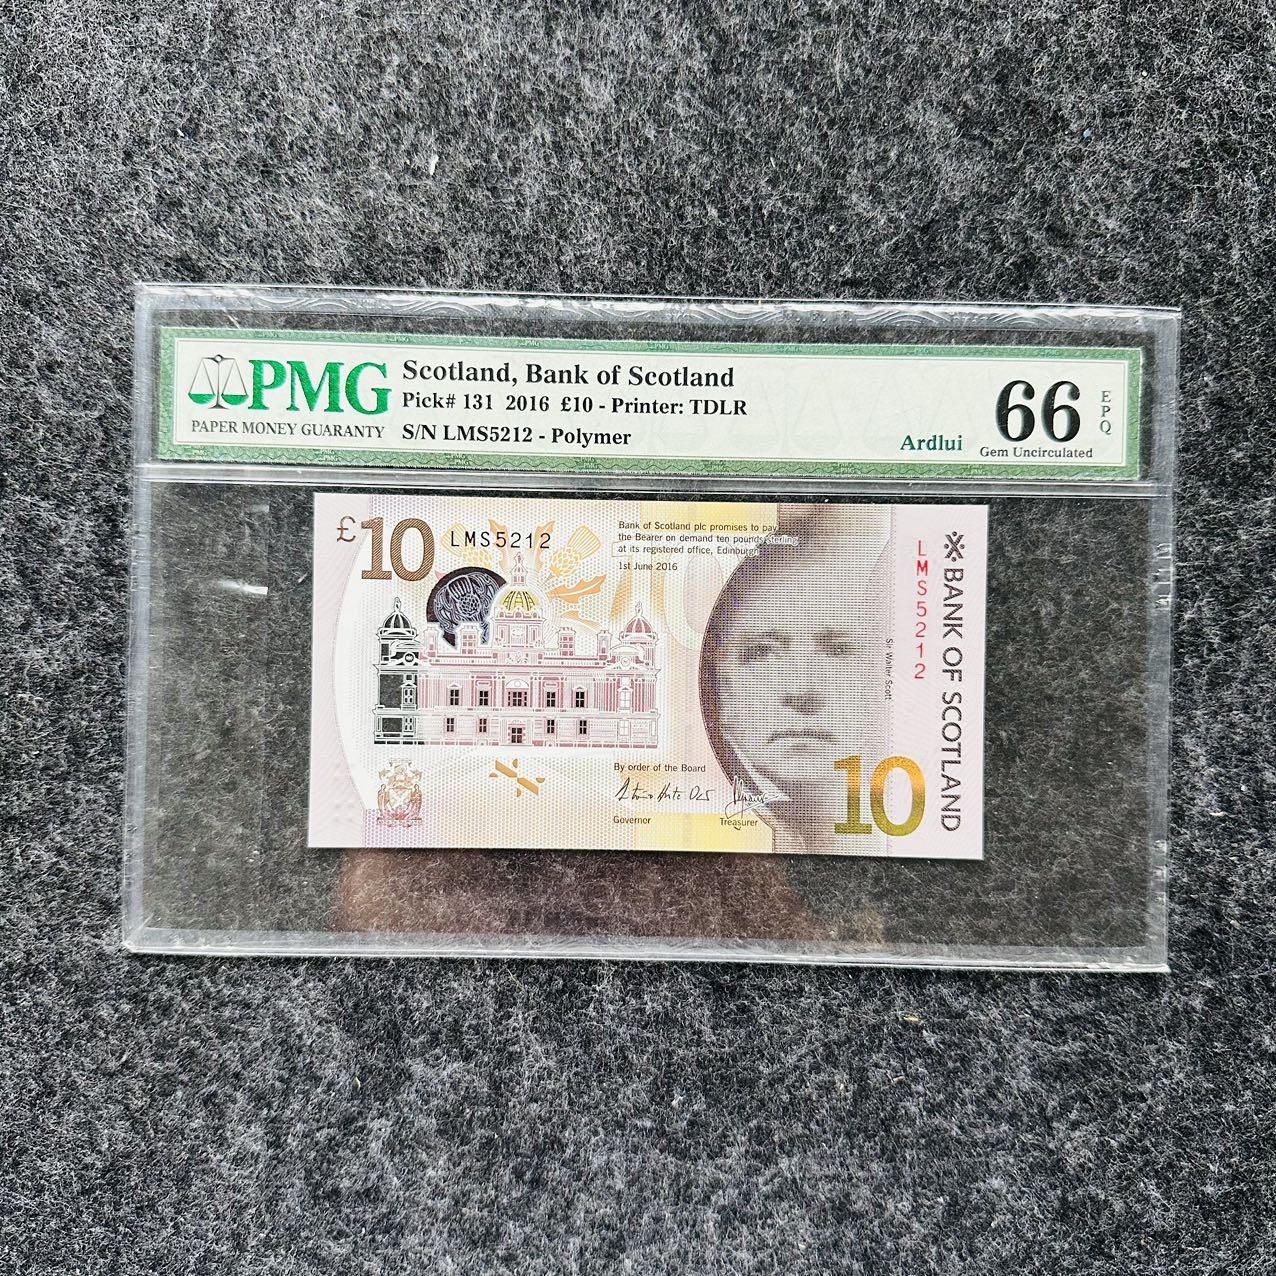 PMG
PAPER MONEY GUARANTY
Scotland, Bank of Scotland
Pick# 131 2016 £10 - Printer: TDLR
S/N LMS5212 - Polymer
Ardlui
66
EPQ
Gem Uncirculated
£10
LMS5212
Bank of Scotland plc promises to pay
the Bearer on demand ten pounds sterling
at its registered office, Edinburgh
1st June 2016
Sir Walter Scott
LMS5212
BANK OF SCOTLAND
By order of the Board
Governor
Treasurer
10